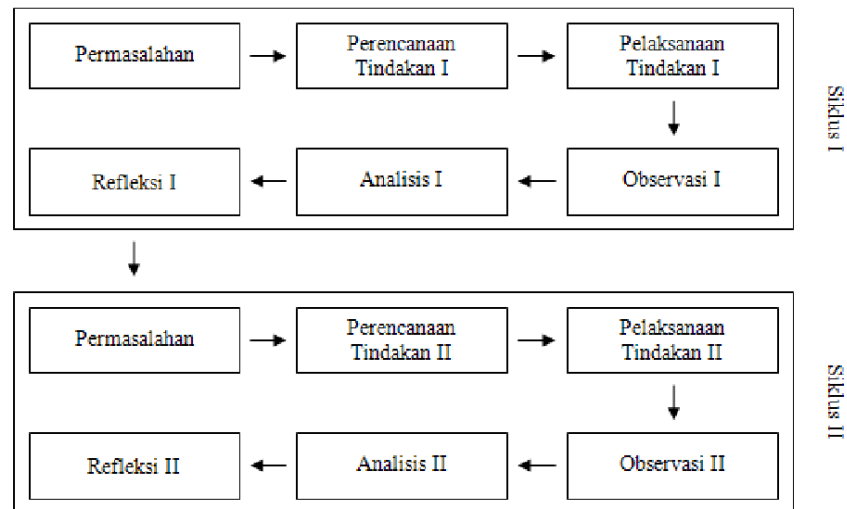 Permasalahan
Perencanaan
Tindakan I
Pelaksanaan
Tindakan I
Siklus I
Refleksi I
Analisis I
Observasi I
Permasalahan
Perencanaan
Tindakan II
Pelaksanaan
Tindakan II
Siklus II
Refleksi II
Analisis II
Observasi II